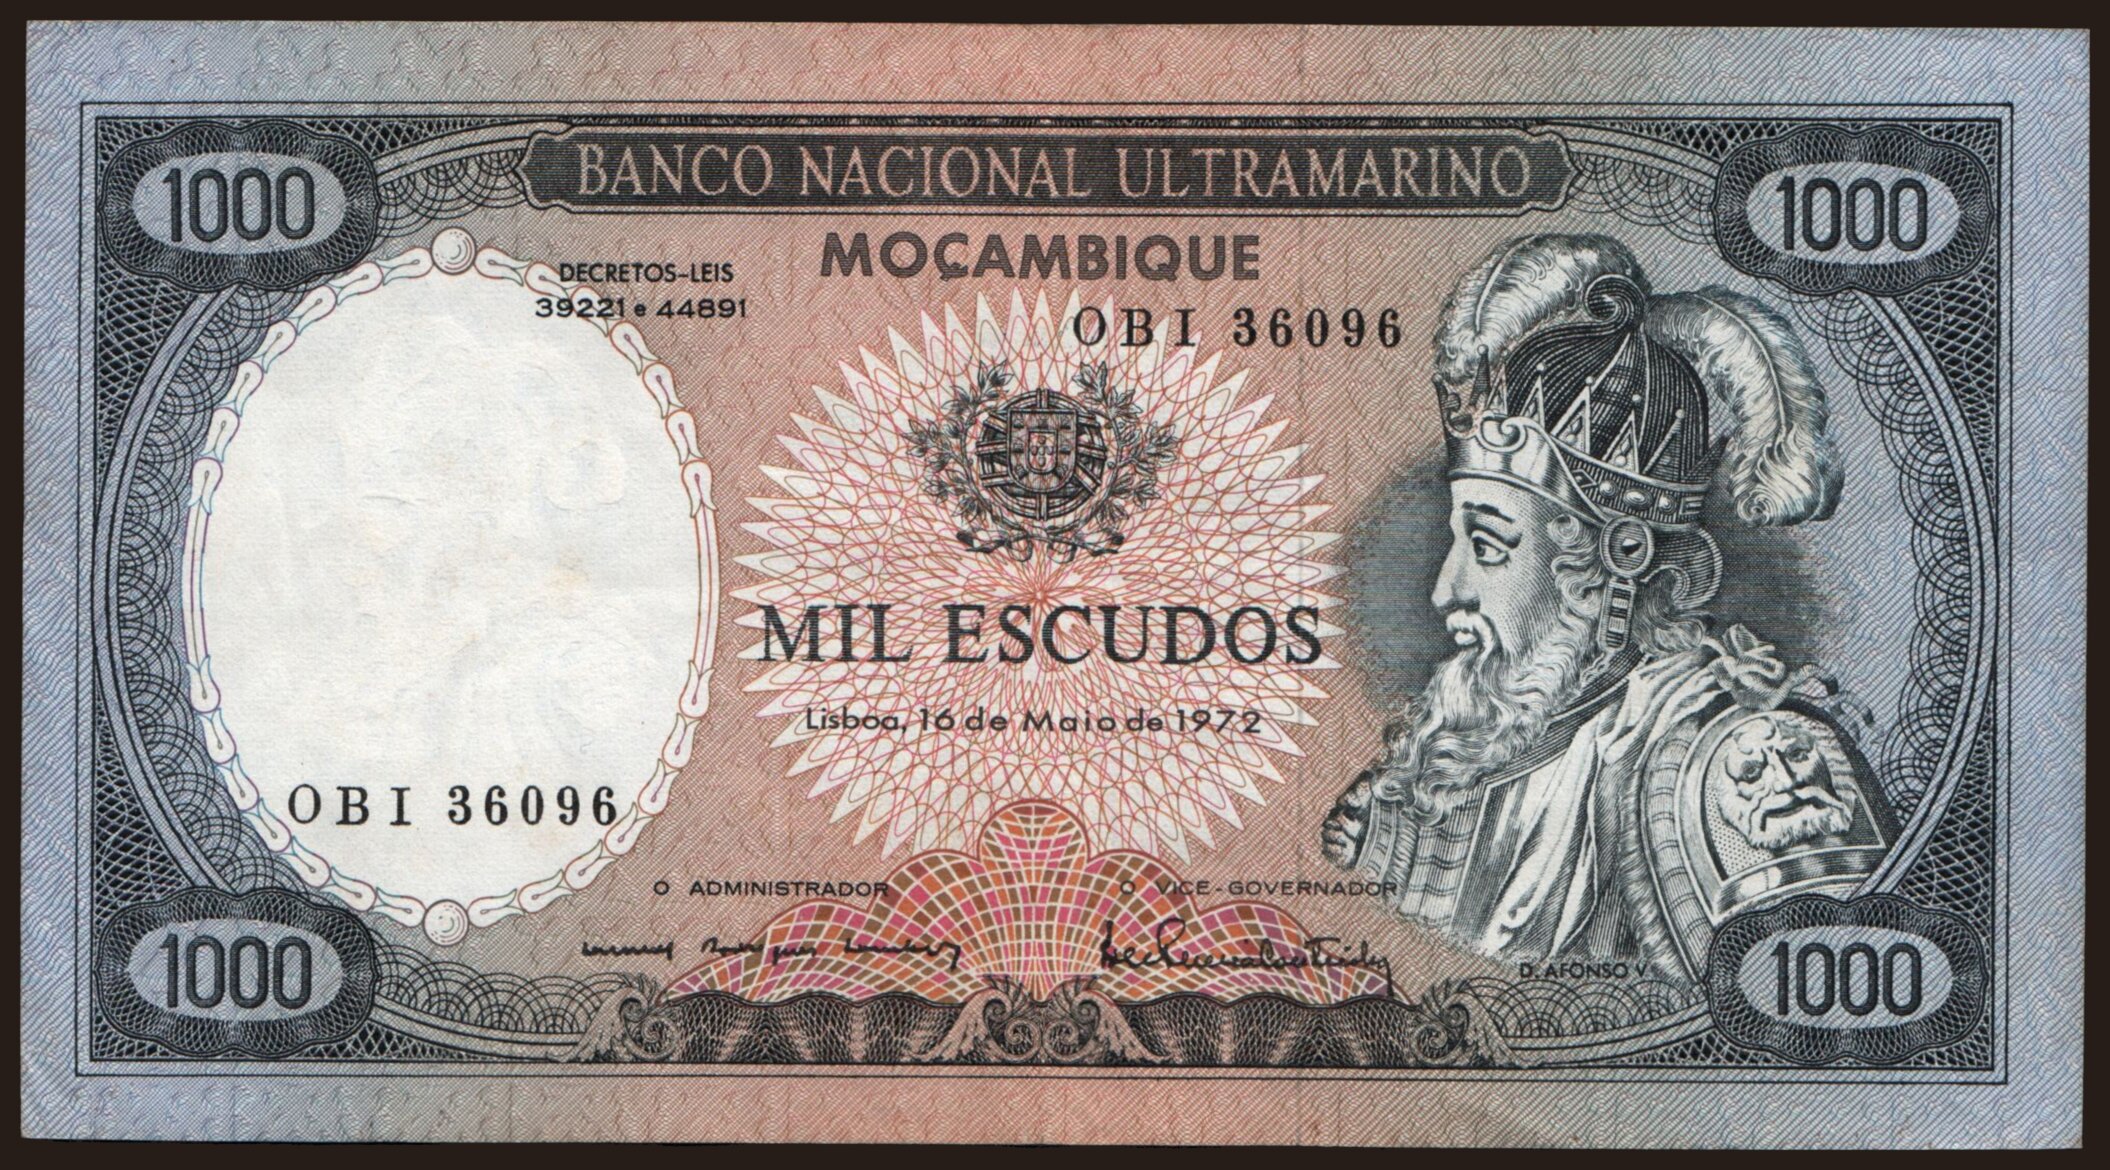 1000
BANCO NACIONAL ULTRAMARINO
1000
DECRETOS-LEIS
39221 e 44891
MOÇAMBIQUE
OBI 36096
MIL ESCUDOS
Lisboa, 16 de Maio de 1972
OBI 36096
O ADMINISTRADOR
O VICE-GOVERNADOR
D. AFONSO V
1000
1000